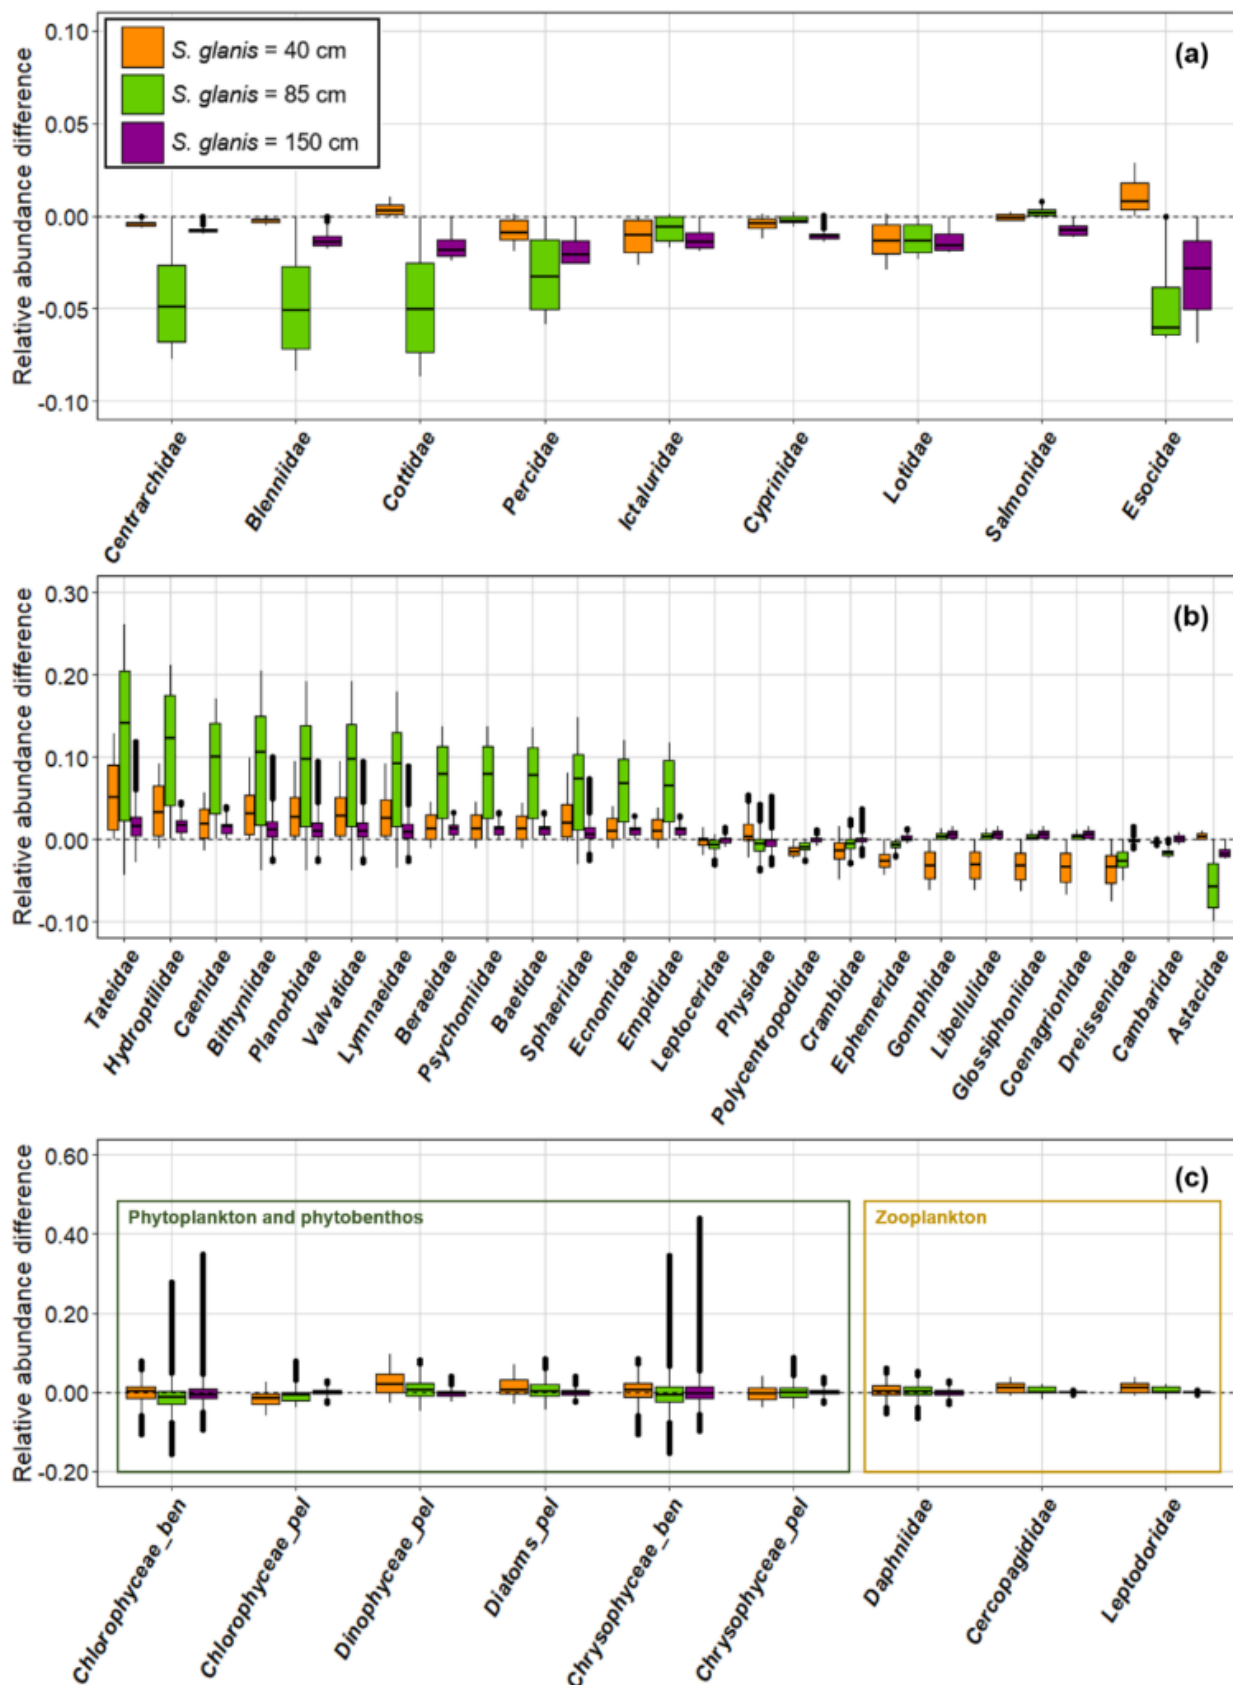 Relative abundance difference
0.10
0.05
0.00
-0.05
-0.10
S. glanis = 40 cm
S. glanis = 85 cm
S. glanis = 150 cm
(a)
Centrarchidae
Blenniidae
Cottidae
Percidae
Ictaluridae
Cyprinidae
Lotidae
Salmonidae
Esocidae
Relative abundance difference
0.30
0.20
0.10
0.00
-0.10
(b)
Tateidae
Hydroptilidae
Caenidae
Bithyniidae
Planorbidae
Valvatidae
Lymnaeidae
Beraeidae
Psychomiidae
Baetidae
Sphaeriidae
Ecnomidae
Empididae
Leptoceridae
Physidae
Polycentropodidae
Crambidae
Ephemeridae
Gomphidae
Libellulidae
Glossiphoniidae
Coenagrionidae
Dreissenidae
Cambaridae
Astacidae
Relative abundance difference
0.60
0.40
0.20
0.00
-0.20
(c)
Phytoplankton and phytobenthos
Zooplankton
Chlorophyceae_ben
Chlorophyceae_pel
Dinophyceae_pel
Diatoms_pel
Chrysophyceae_ben
Chrysophyceae_pel
Daphniidae
Cercopagididae
Leptodoridae